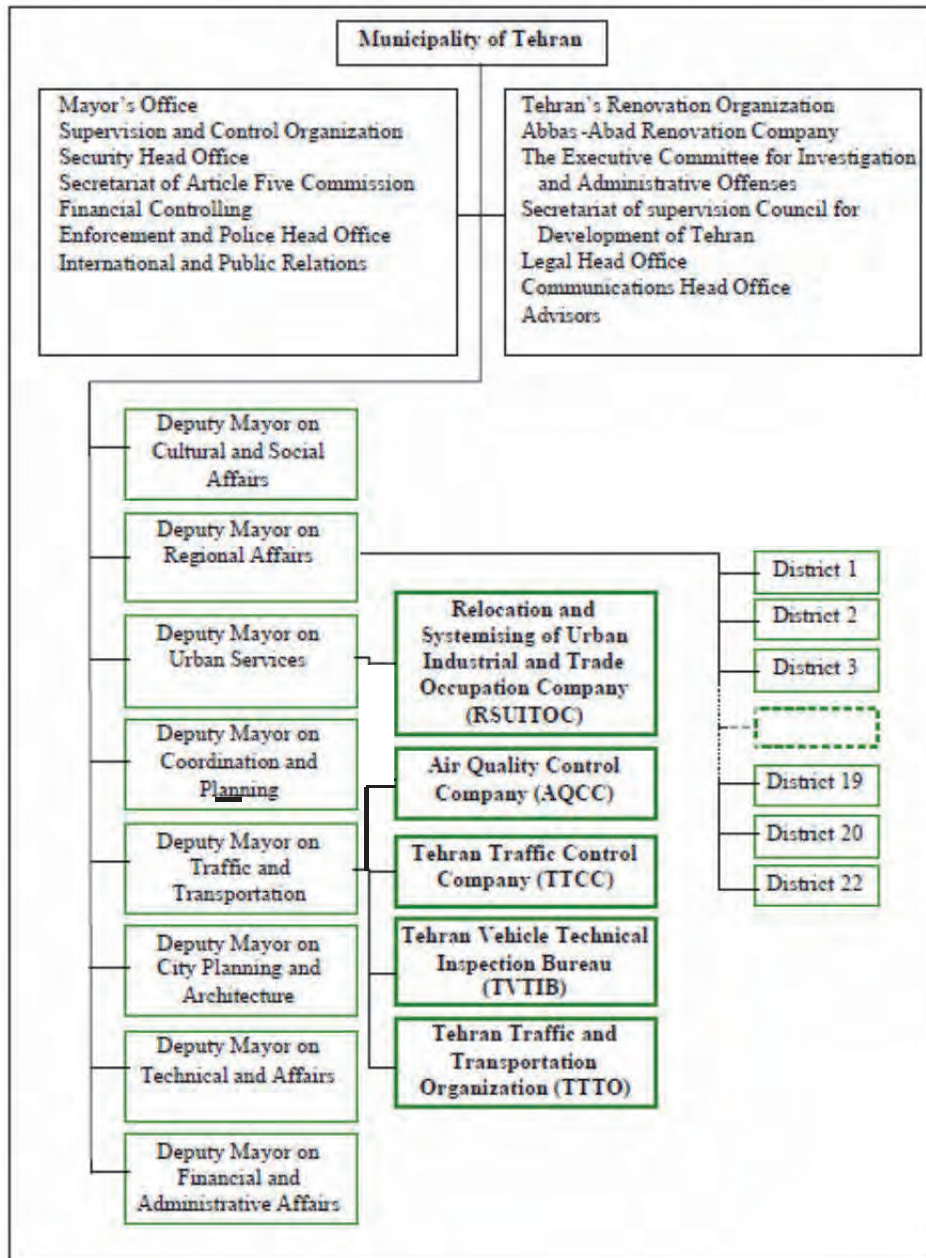 Municipality of Tehran
Mayor's Office
Supervision and Control Organization
Security Head Office
Secretariat of Article Five Commission
Financial Controlling
Enforcement and Police Head Office
International and Public Relations
Tehran's Renovation Organization
Abbas -Abad Renovation Company
The Executive Committee for Investigation
and Administrative Offenses
Secretariat of supervision Council for
Development of Tehran
Legal Head Office
Communications Head Office
Advisors
Deputy Mayor on
Cultural and Social
Affairs
Deputy Mayor on
Regional Affairs
Deputy Mayor on
Urban Services
Deputy Mayor on
Coordination and
Planning
Deputy Mayor on
Traffic and
Transportation
Deputy Mayor on
City Planning and
Architecture
Deputy Mayor on
Technical and Affairs
Deputy Mayor on
Financial and
Administrative Affairs
Relocation and
Systemising of Urban
Industrial and Trade
Occupation Company
(RSUITOC)
Air Quality Control
Company (AQCC)
Tehran Traffic Control
Company (TTCC)
Tehran Vehicle Technical
Inspection Bureau
(TVTIB)
Tehran Traffic and
Transportation
Organization (TTTO)
District 1
District 2
District 3
District 19
District 20
District 22